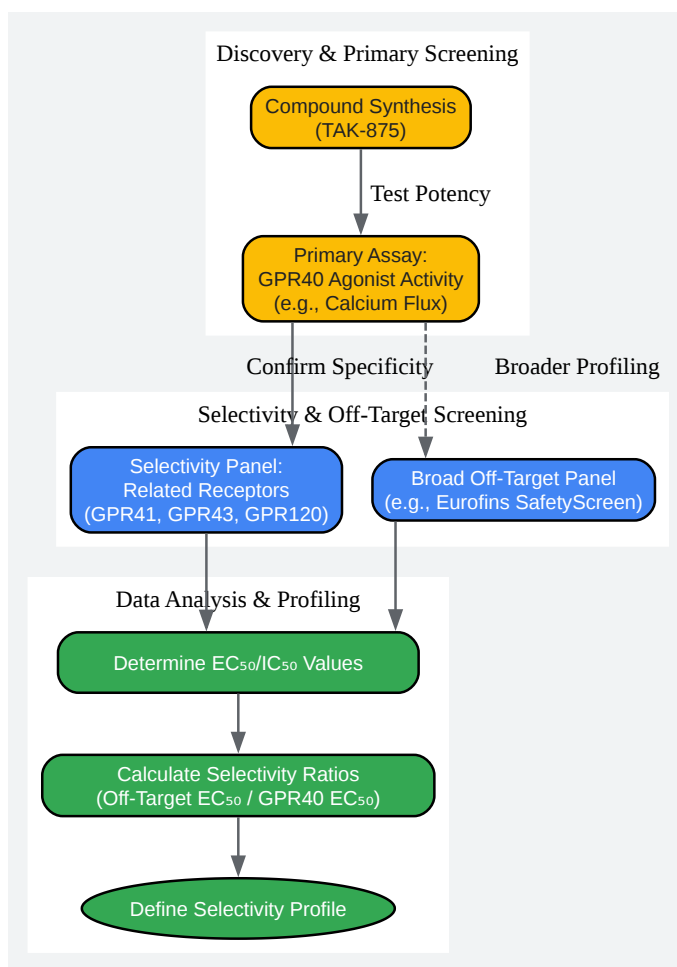 Discovery & Primary Screening
Compound Synthesis
(TAK-875)
Test Potency
Primary Assay:
GPR40 Agonist Activity
(e.g., Calcium Flux)
Confirm Specificity
Broader Profiling
Selectivity & Off-Target Screening
Selectivity Panel:
Related Receptors
(GPR41, GPR43, GPR120)
Broad Off-Target Panel
(e.g., Eurofins SafetyScreen)
Data Analysis & Profiling
Determine EC₅₀/IC₅₀ Values
Calculate Selectivity Ratios
(Off-Target EC₅₀ / GPR40 EC₅₀)
Define Selectivity Profile